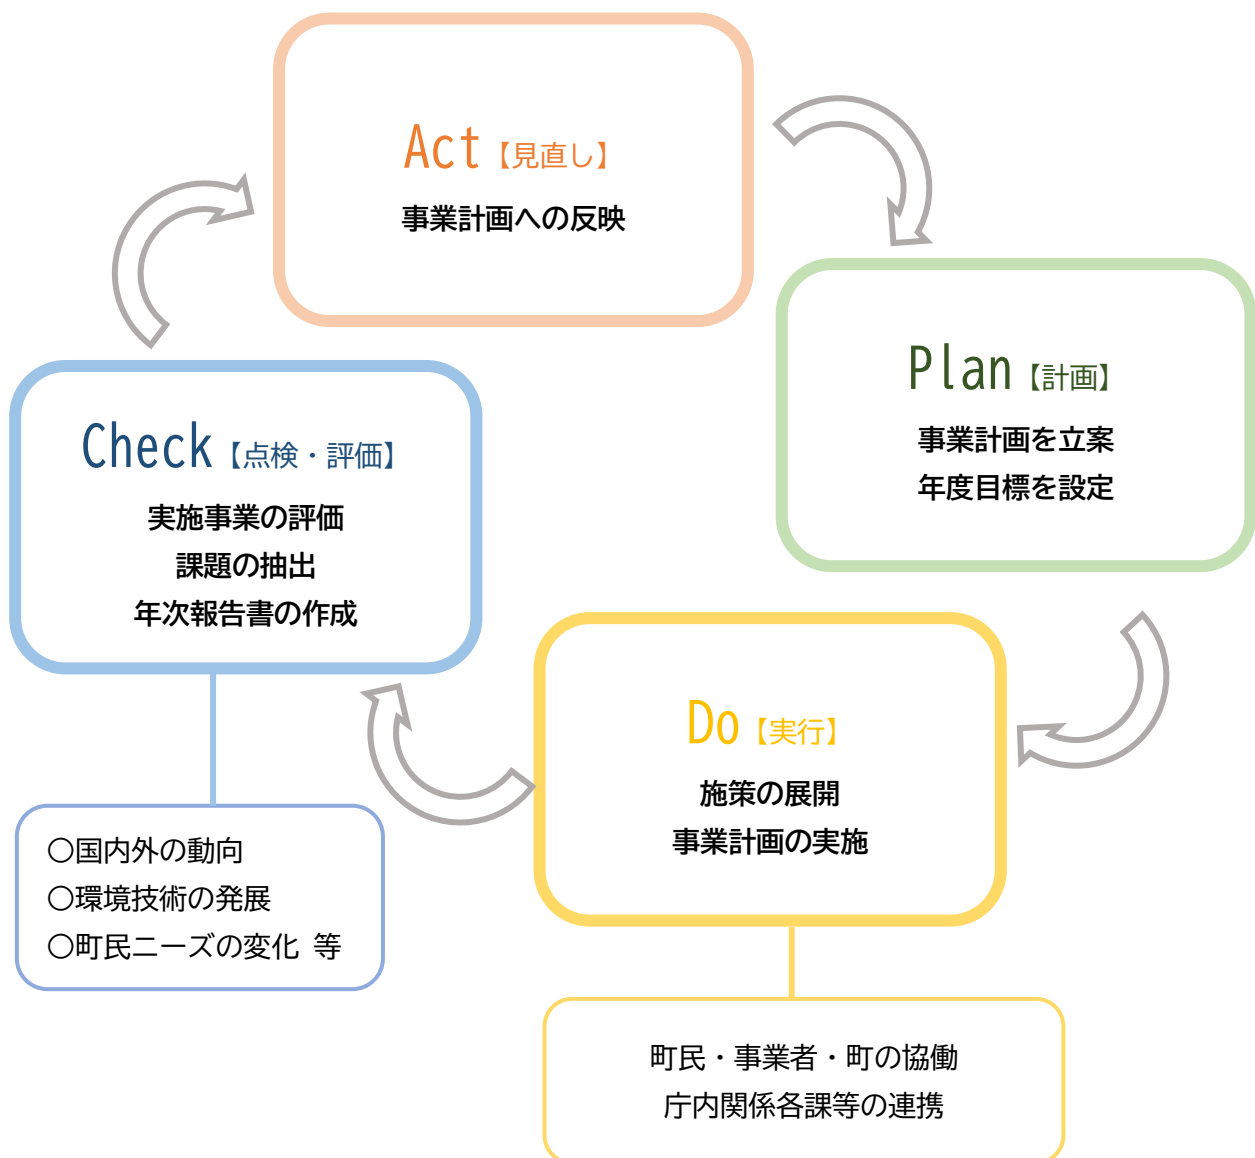 Act【見直し】
事業計画への反映
Plan【計画】
事業計画を立案
年度目標を設定
Check【点検・評価】
実施事業の評価
課題の抽出
年次報告書の作成
Do【実行】
施策の展開
事業計画の実施
〇国内外の動向
〇環境技術の発展
〇町民ニーズの変化 等
町民・事業者・町の協働
庁内関係各課等の連携